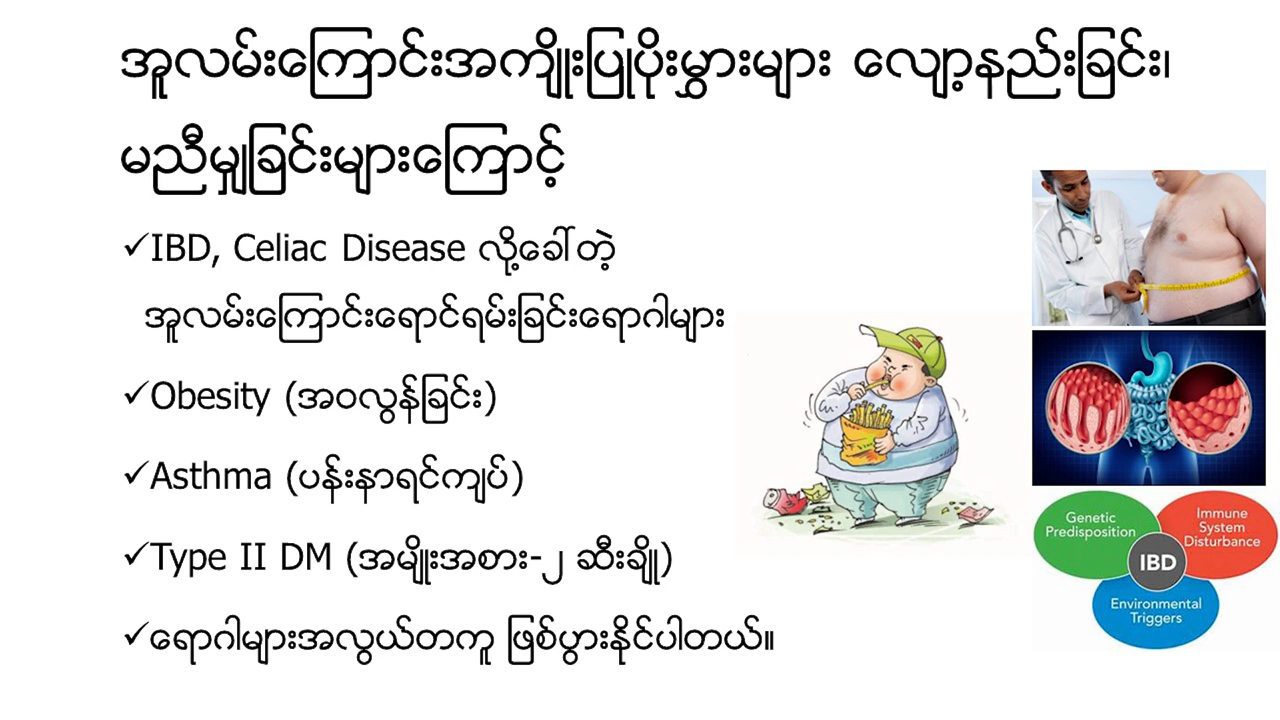 အူလမ်းကြောင်းအကျိုးပြုပိုးမွှားများ လျော့နည်းခြင်း၊
မညီမျှခြင်းများကြောင့်
✓IBD, Celiac Disease လို့ခေါ်တဲ့
အူလမ်းကြောင်းရောင်ရမ်းခြင်းရောဂါများ
✓Obesity (အဝလွန်ခြင်း)
✓Asthma (ပန်းနာရင်ကျပ်)
✓Type II DM (အမျိုးအစား-၂ ဆီးချို)
✓ရောဂါများအလွယ်တကူ ဖြစ်ပွားနိုင်ပါတယ်။
Genetic
Predisposition
Immune
System
Disturbance
IBD
Environmental
Triggers